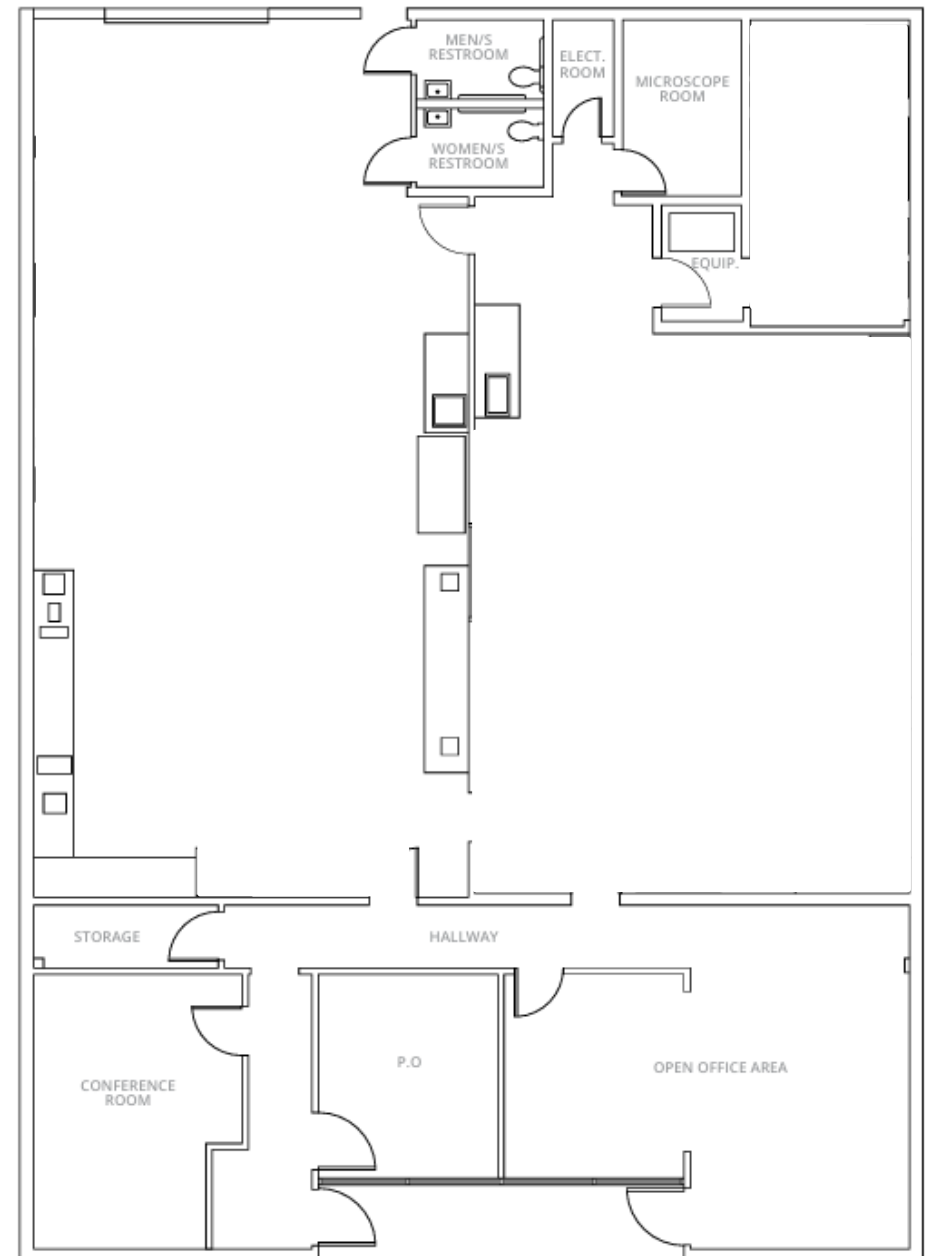 MEN/S
RESTROOM
ELECT.
ROOM
MICROSCOPE
ROOM
WOMEN/S
RESTROOM
EQUIP.
STORAGE
HALLWAY
CONFERENCE
ROOM
P.O
OPEN OFFICE AREA